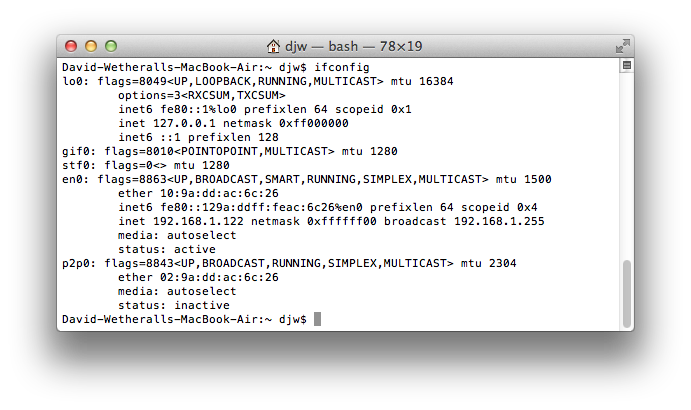 djw — bash — 78×19
David-Wetheralls-MacBook-Air:~ djw$ ifconfig
lo0: flags=8049<UP,LOOPBACK,RUNNING,MULTICAST> mtu 16384
options=3<RXCSUM,TXCSUM>
inet6 fe80::1%lo0 prefixlen 64 scopeid 0x1
inet 127.0.0.1 netmask 0xff000000
inet6 ::1 prefixlen 128
gif0: flags=8010<POINTOPOINT,MULTICAST> mtu 1280
stf0: flags=0<> mtu 1280
en0: flags=8863<UP,BROADCAST,SMART,RUNNING,SIMPLEX,MULTICAST> mtu 1500
ether 10:9a:dd:ac:6c:26
inet6 fe80::129a:ddff:feac:6c26%en0 prefixlen 64 scopeid 0x4
inet 192.168.1.122 netmask 0xffffff00 broadcast 192.168.1.255
media: autoselect
status: active
p2p0: flags=8843<UP,BROADCAST,RUNNING,SIMPLEX,MULTICAST> mtu 2304
ether 02:9a:dd:ac:6c:26
media: autoselect
status: inactive
David-Wetheralls-MacBook-Air:~ djw$